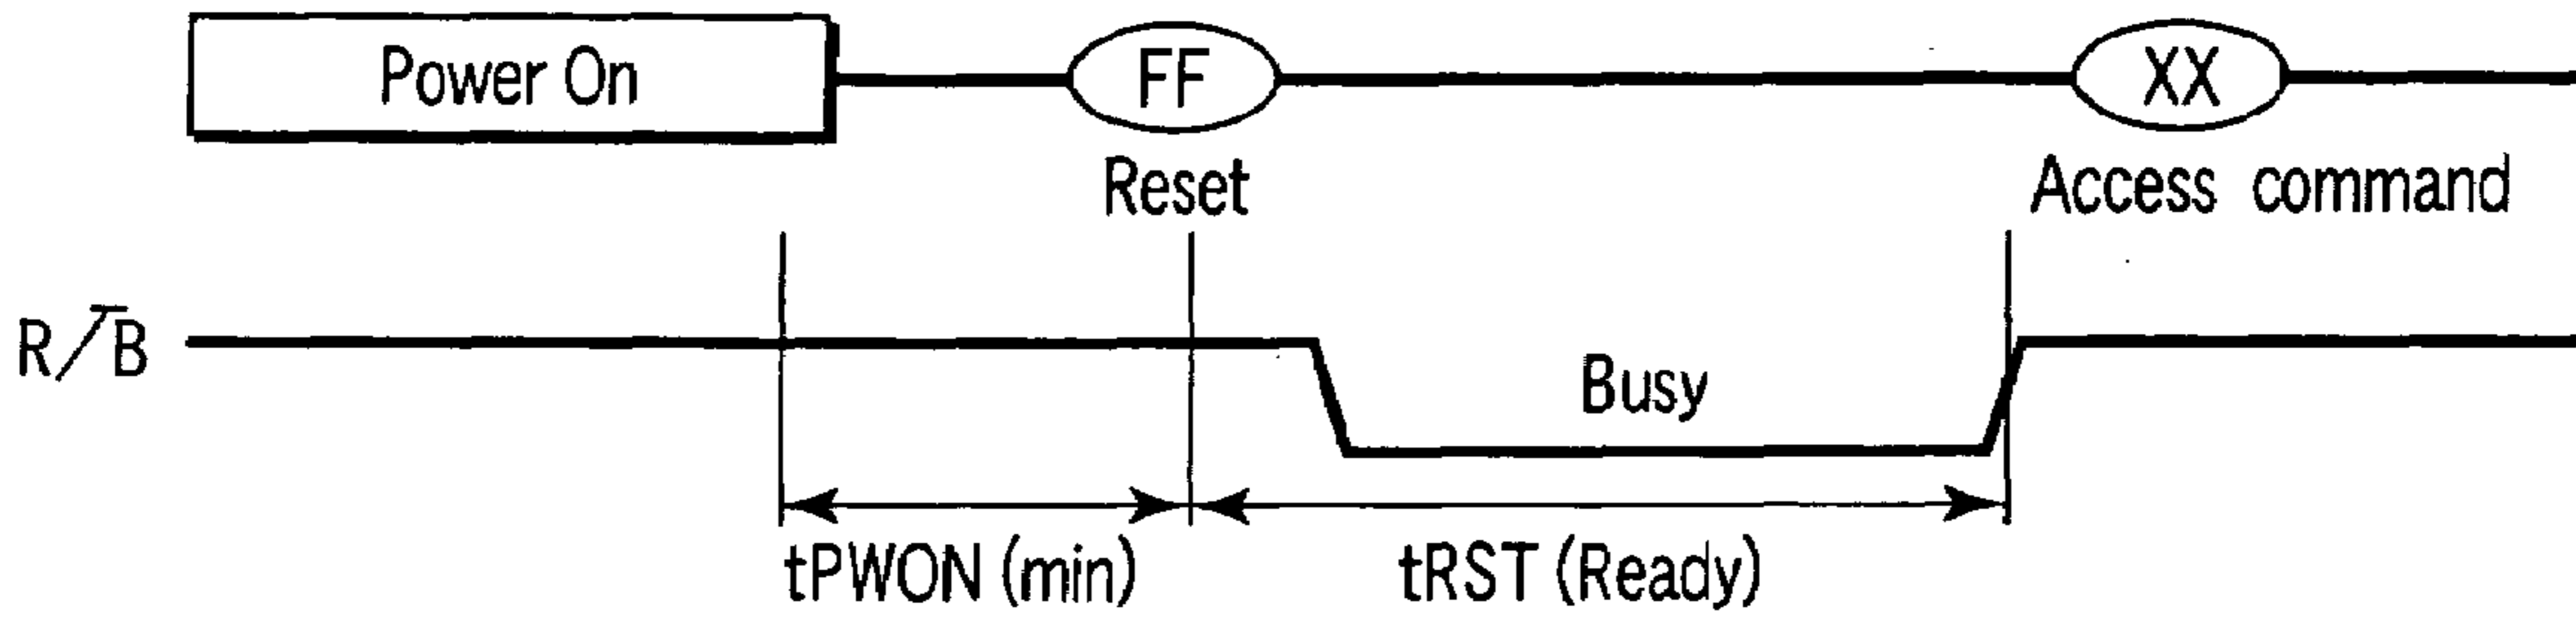 Power On
FF
XX
Reset
Access command
R/B̅
Busy
tPWON (min)
tRST (Ready)